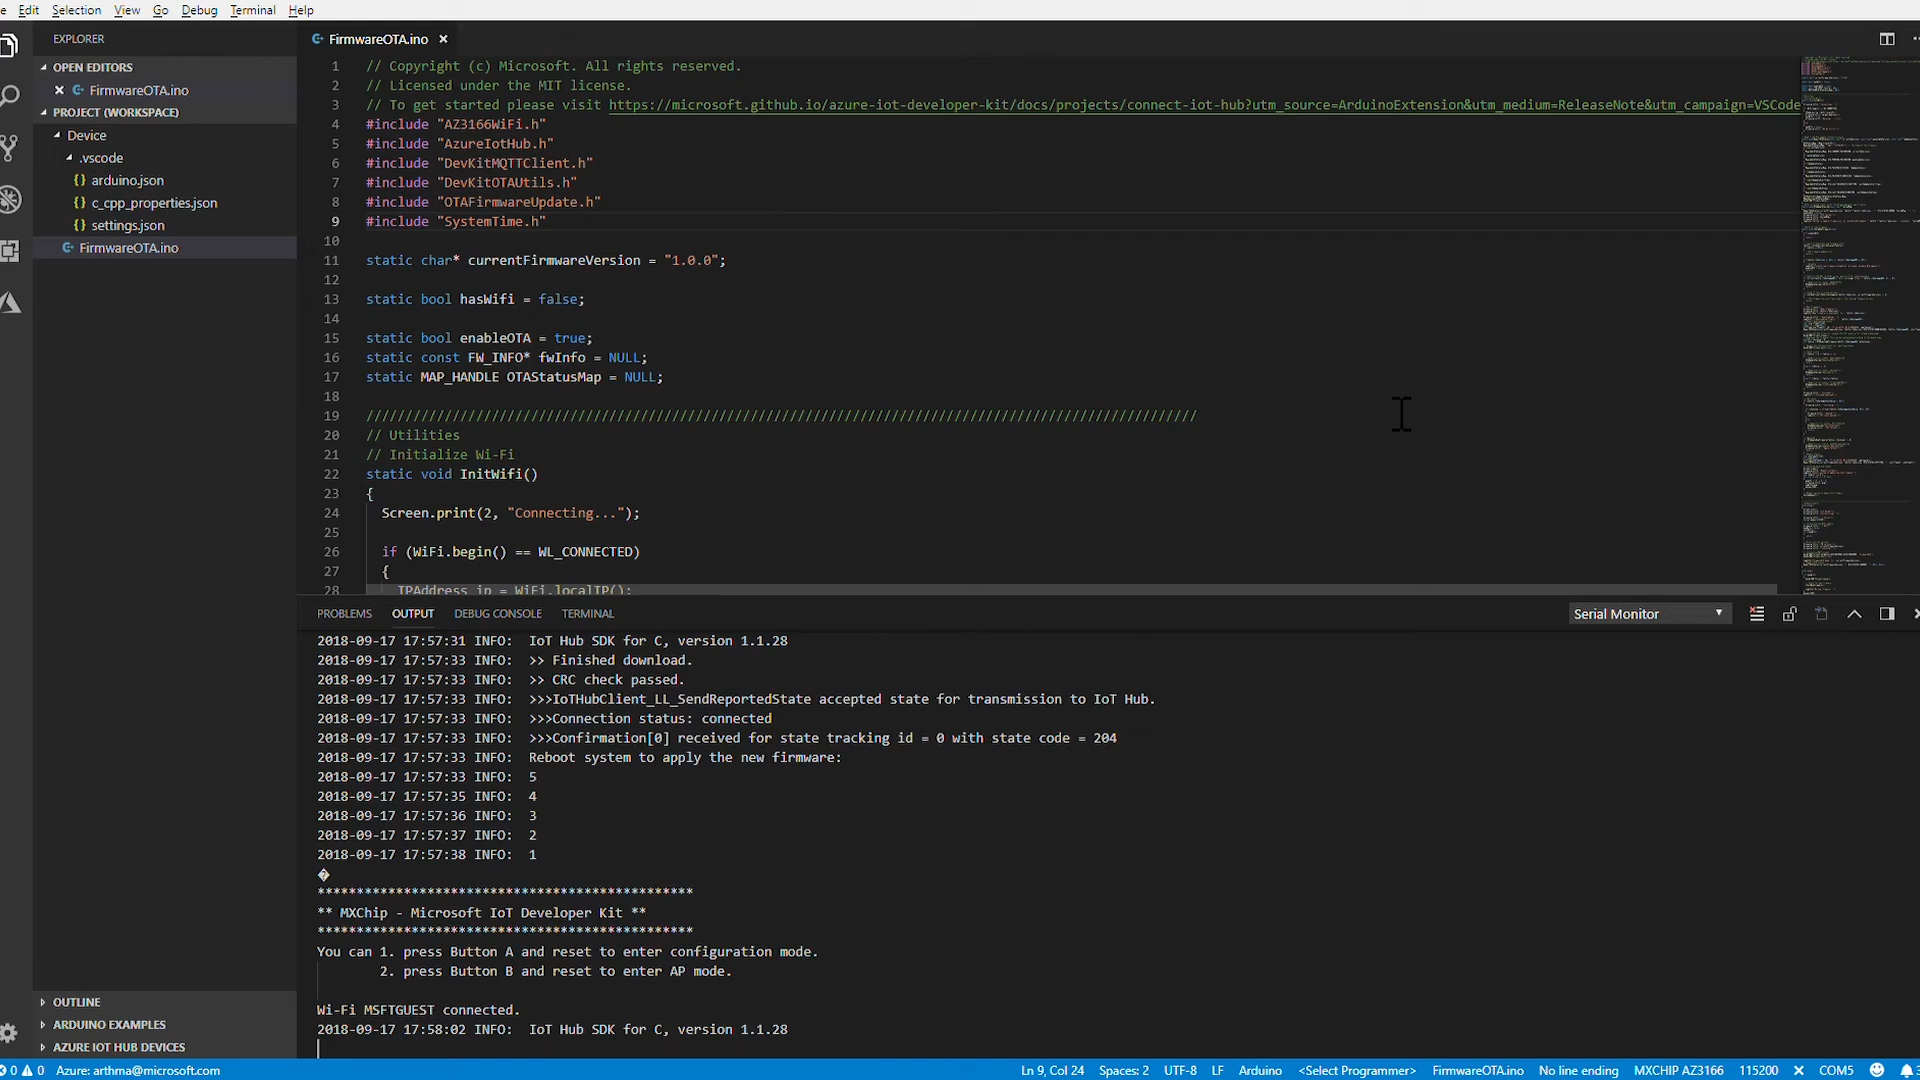 Edit Selection View Go Debug Terminal Help
EXPLORER
OPEN EDITORS
FirmwareOTA.ino
PROJECT (WORKSPACE)
Device
.vscode
{} arduino.json
{} c_cpp_properties.json
{} settings.json
FirmwareOTA.ino
OUTLINE
ARDUINO EXAMPLES
AZURE IOT HUB DEVICES
FirmwareOTA.ino
1 // Copyright (c) Microsoft. All rights reserved.
2 // Licensed under the MIT license.
3 // To get started please visit https://microsoft.github.io/azure-iot-developer-kit/docs/projects/connect-iot-hub?utm_source=ArduinoExtension&utm_medium=ReleaseNote&utm_campaign=VSCode
4 #include "AZ3166WiFi.h"
5 #include "AzureIotHub.h"
6 #include "DevKitMQTTClient.h"
7 #include "DevKitOTAUtils.h"
8 #include "OTAFirmwareUpdate.h"
9 #include "SystemTime.h"
10
11 static char* currentFirmwareVersion = "1.0.0";
12
13 static bool hasWifi = false;
14
15 static bool enableOTA = true;
16 static const FW_INFO* fwInfo = NULL;
17 static MAP_HANDLE OTAStatusMap = NULL;
18
19 //////////////////////////////////////////////////////////////////////////////////////////////////////////
20 // Utilities
21 // Initialize Wi-Fi
22 static void InitWifi()
23 {
24 Screen.print(2, "Connecting...");
25
26 if (WiFi.begin() == WL_CONNECTED)
27 {
28 IPAddress ip = WiFi.localIP();
PROBLEMS OUTPUT DEBUG CONSOLE TERMINAL Serial Monitor
2018-09-17 17:57:31 INFO: IoT Hub SDK for C, version 1.1.28
2018-09-17 17:57:33 INFO: >> Finished download.
2018-09-17 17:57:33 INFO: >> CRC check passed.
2018-09-17 17:57:33 INFO: >>>IoTHubClient_LL_SendReportedState accepted state for transmission to IoT Hub.
2018-09-17 17:57:33 INFO: >>>Connection status: connected
2018-09-17 17:57:33 INFO: >>>Confirmation[0] received for state tracking id = 0 with state code = 204
2018-09-17 17:57:33 INFO: Reboot system to apply the new firmware:
2018-09-17 17:57:33 INFO: 5
2018-09-17 17:57:35 INFO: 4
2018-09-17 17:57:36 INFO: 3
2018-09-17 17:57:37 INFO: 2
2018-09-17 17:57:38 INFO: 1
�
************************************************
** MXChip - Microsoft IoT Developer Kit **
************************************************
You can 1. press Button A and reset to enter configuration mode.
2. press Button B and reset to enter AP mode.
Wi-Fi MSFTGUEST connected.
2018-09-17 17:58:02 INFO: IoT Hub SDK for C, version 1.1.28
0 0 Azure: arthma@microsoft.com Ln 9, Col 24 Spaces: 2 UTF-8 LF Arduino <Select Programmer> FirmwareOTA.ino No line ending MXCHIP AZ3166 115200 COM5